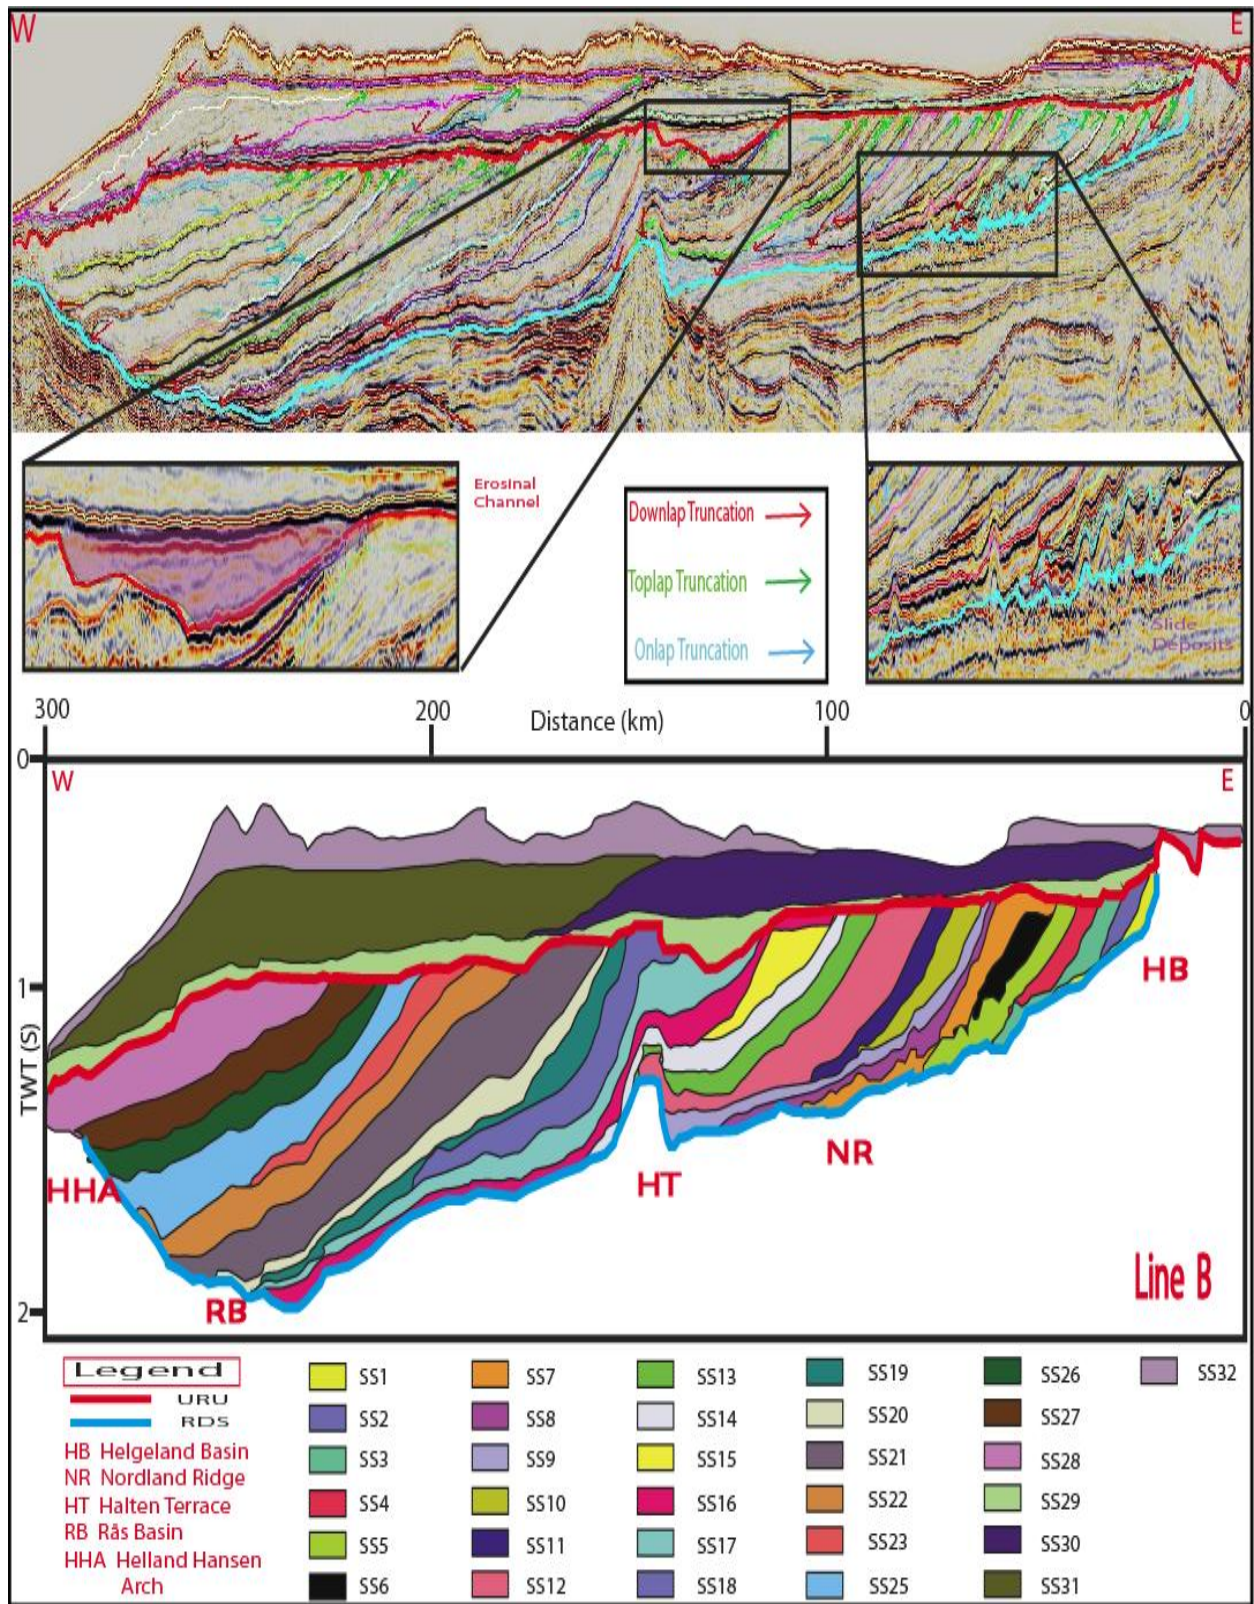 W
E
Erosinal
Channel
Downlap Truncation
Toplap Truncation
Onlap Truncation
Slide
Deposits
300
200
100
0
Distance (km)
0
1
2
TWT (S)
W
E
HHA
RB
HT
NR
HB
Line B
Legend
URU
RDS
HB Helgeland Basin
NR Nordland Ridge
HT Halten Terrace
RB Rås Basin
HHA Helland Hansen
Arch
SS1
SS2
SS3
SS4
SS5
SS6
SS7
SS8
SS9
SS10
SS11
SS12
SS13
SS14
SS15
SS16
SS17
SS18
SS19
SS20
SS21
SS22
SS23
SS25
SS26
SS27
SS28
SS29
SS30
SS31
SS32